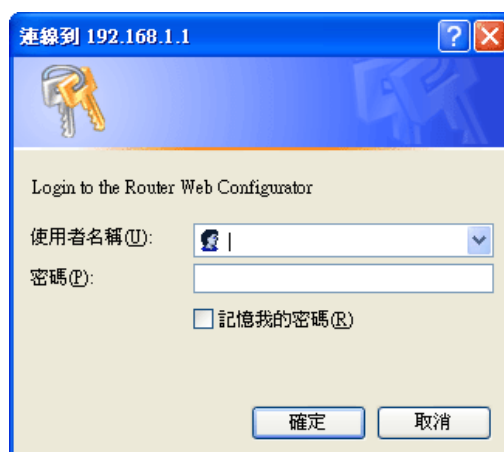 連線到 192.168.1.1
Login to the Router Web Configurator
使用者名稱(U):
密碼(P):
記憶我的密碼(R)
確定
取消